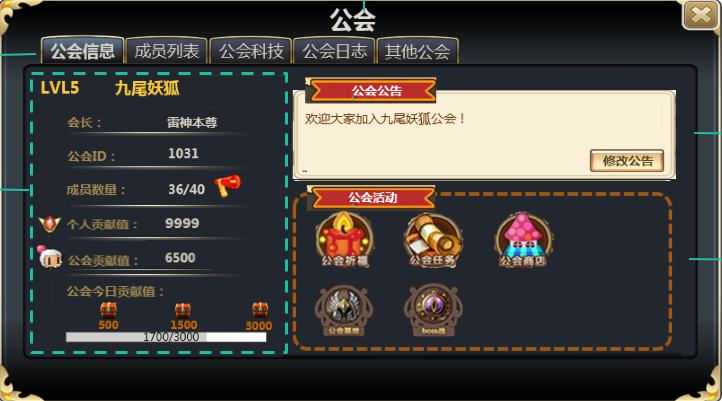 公会
公会信息 成员列表 公会科技 公会日志 其他公会
LVL5 九尾妖狐
会长： 雷神本尊
公会ID： 1031
成员数量： 36/40
个人贡献值： 9999
公会贡献值： 6500
公会今日贡献值：
500 1500 3000
1700/3000
公会公告
欢迎大家加入九尾妖狐公会！
修改公告
公会活动
公会祈福 公会任务 公会商店
公会基地 boss战